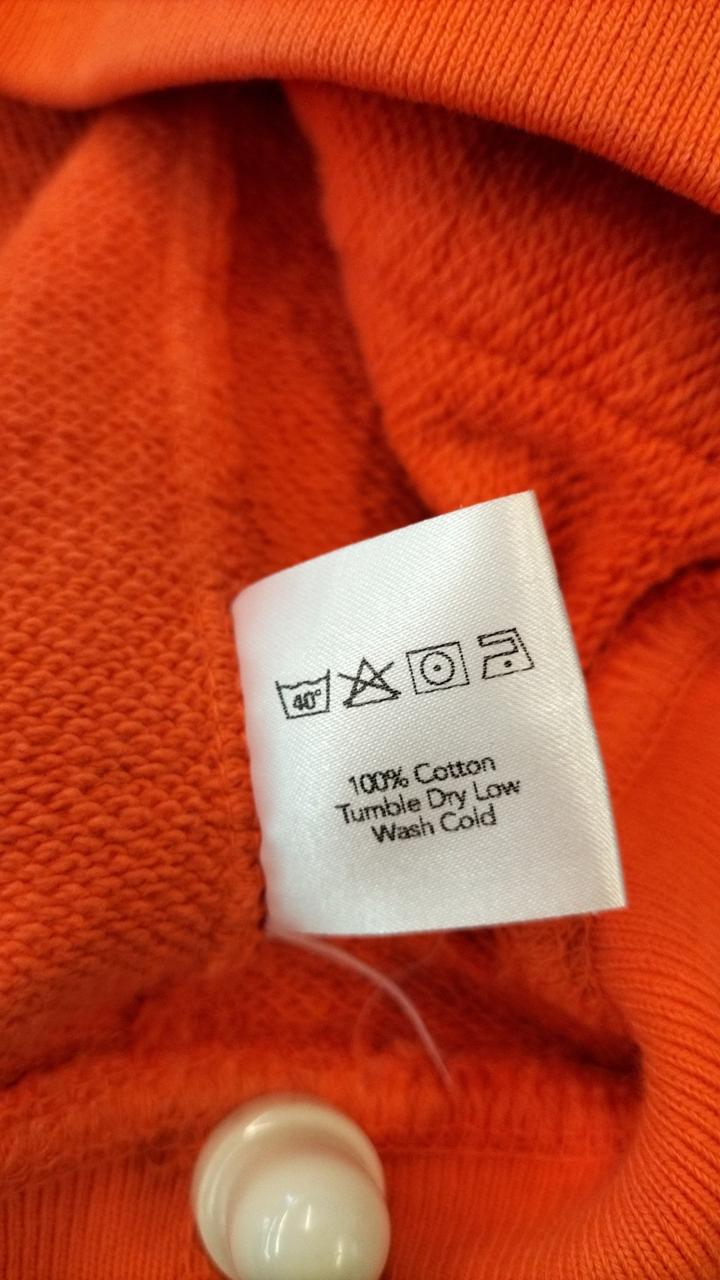 40°
100% Cotton
Tumble Dry Low
Wash Cold